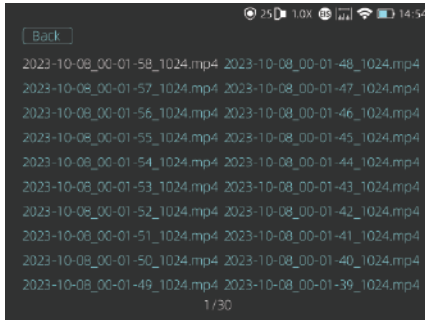 25 1.0X BS 14:54
Back
2023-10-08_00-01-58_1024.mp4 2023-10-08_00-01-48_1024.mp4
2023-10-08_00-01-57_1024.mp4 2023-10-08_00-01-47_1024.mp4
2023-10-08_00-01-56_1024.mp4 2023-10-08_00-01-46_1024.mp4
2023-10-08_00-01-55_1024.mp4 2023-10-08_00-01-45_1024.mp4
2023-10-08_00-01-54_1024.mp4 2023-10-08_00-01-44_1024.mp4
2023-10-08_00-01-53_1024.mp4 2023-10-08_00-01-43_1024.mp4
2023-10-08_00-01-52_1024.mp4 2023-10-08_00-01-42_1024.mp4
2023-10-08_00-01-51_1024.mp4 2023-10-08_00-01-41_1024.mp4
2023-10-08_00-01-50_1024.mp4 2023-10-08_00-01-40_1024.mp4
2023-10-08_00-01-49_1024.mp4 2023-10-08_00-01-39_1024.mp4
1/30